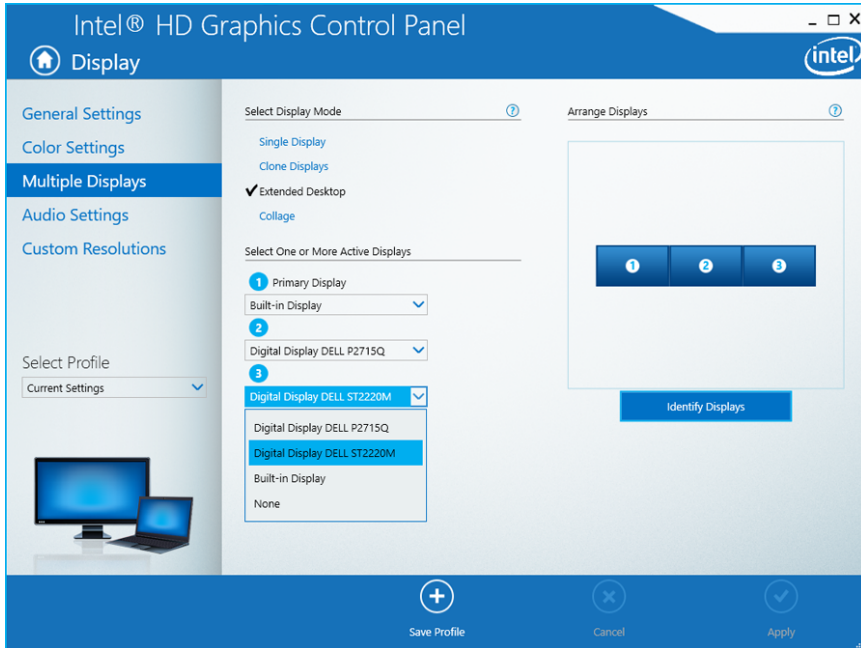 Intel® HD Graphics Control Panel
Display
intel
General Settings
Color Settings
Multiple Displays
Audio Settings
Custom Resolutions
Select Profile
Current Settings
Select Display Mode
?
Single Display
Clone Displays
Extended Desktop
Collage
Select One or More Active Displays
1 Primary Display
Built-in Display
2
Digital Display DELL P2715Q
3
Digital Display DELL ST2220M
Digital Display DELL P2715Q
Digital Display DELL ST2220M
Built-in Display
None
Arrange Displays
?
1 2 3
Identify Displays
Save Profile
Cancel
Apply